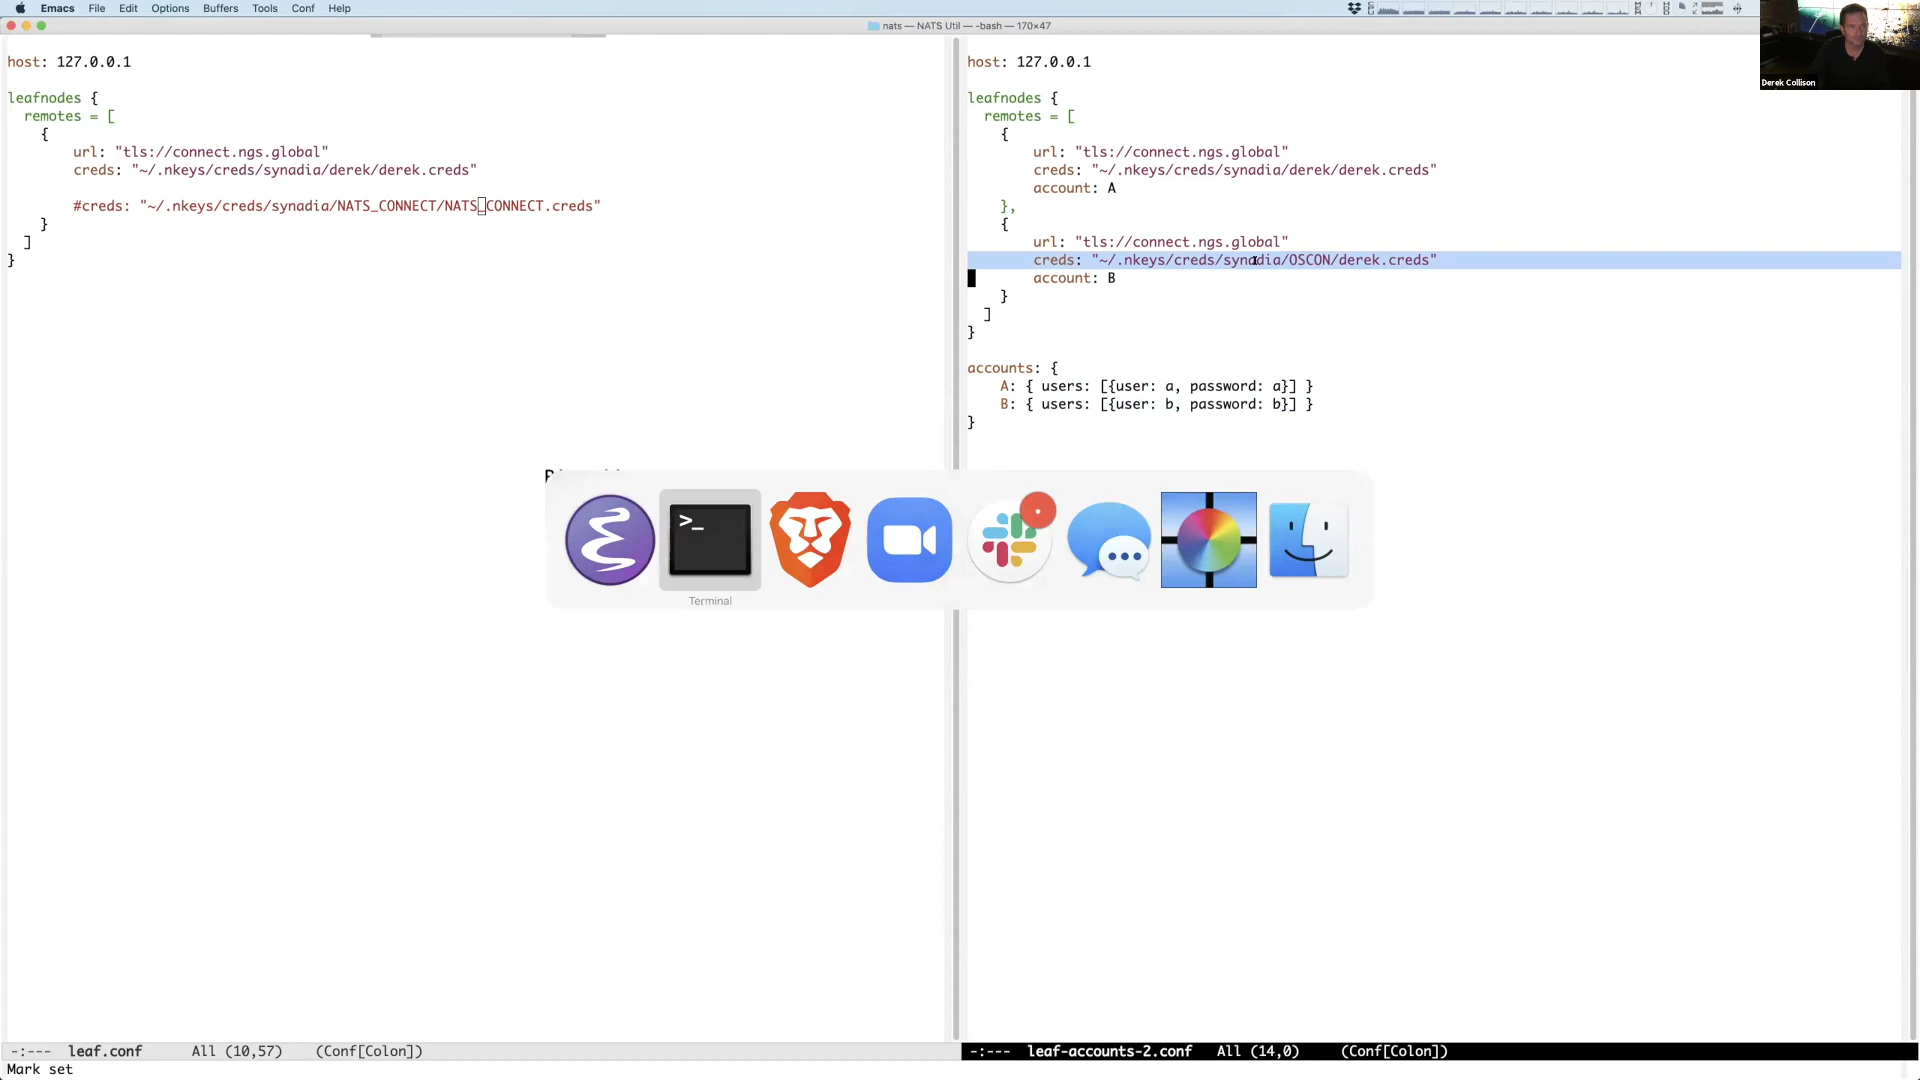 Emacs File Edit Options Buffers Tools Conf Help
nats — NATS Util — -bash — 170×47
Derek Collison
host: 127.0.0.1
leafnodes {
remotes = [
{
url: "tls://connect.ngs.global"
creds: "~/.nkeys/creds/synadia/derek/derek.creds"
#creds: "~/.nkeys/creds/synadia/NATS_CONNECT/NATS_CONNECT.creds"
}
]
}
host: 127.0.0.1
leafnodes {
remotes = [
{
url: "tls://connect.ngs.global"
creds: "~/.nkeys/creds/synadia/derek/derek.creds"
account: A
},
{
url: "tls://connect.ngs.global"
creds: "~/.nkeys/creds/synadia/OSCON/derek.creds"
account: B
}
]
}
accounts: {
A: { users: [{user: a, password: a}] }
B: { users: [{user: b, password: b}] }
}
>_
Terminal
-:--- leaf.conf All (10,57) (Conf[Colon])
-:--- leaf-accounts-2.conf All (14,0) (Conf[Colon])
Mark set